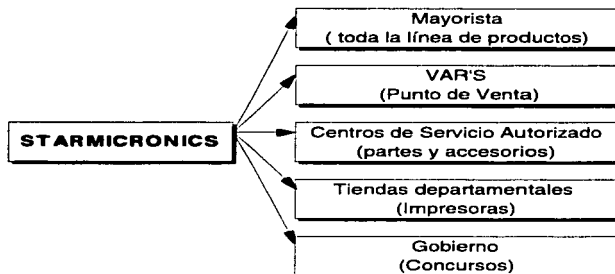 Mayorista
( toda la línea de productos)
VAR'S
(Punto de Venta)
STARMICRONICS
Centros de Servicio Autorizado
(partes y accesorios)
Tiendas departamentales
(Impresoras)
Gobierno
(Concursos)